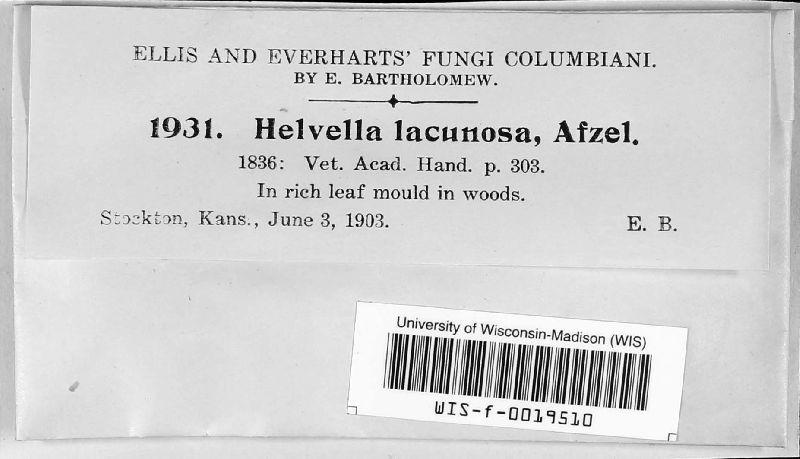 ELLIS AND EVERHARTS' FUNGI COLUMBIANI.
BY E. BARTHOLOMEW.
1931. Helvella lacunosa, Afzel.
1836: Vet. Acad. Hand. p. 303.
In rich leaf mould in woods.
Stockton, Kans., June 3, 1903. E. B.
University of Wisconsin-Madison (WIS)
WIS-f-0019510